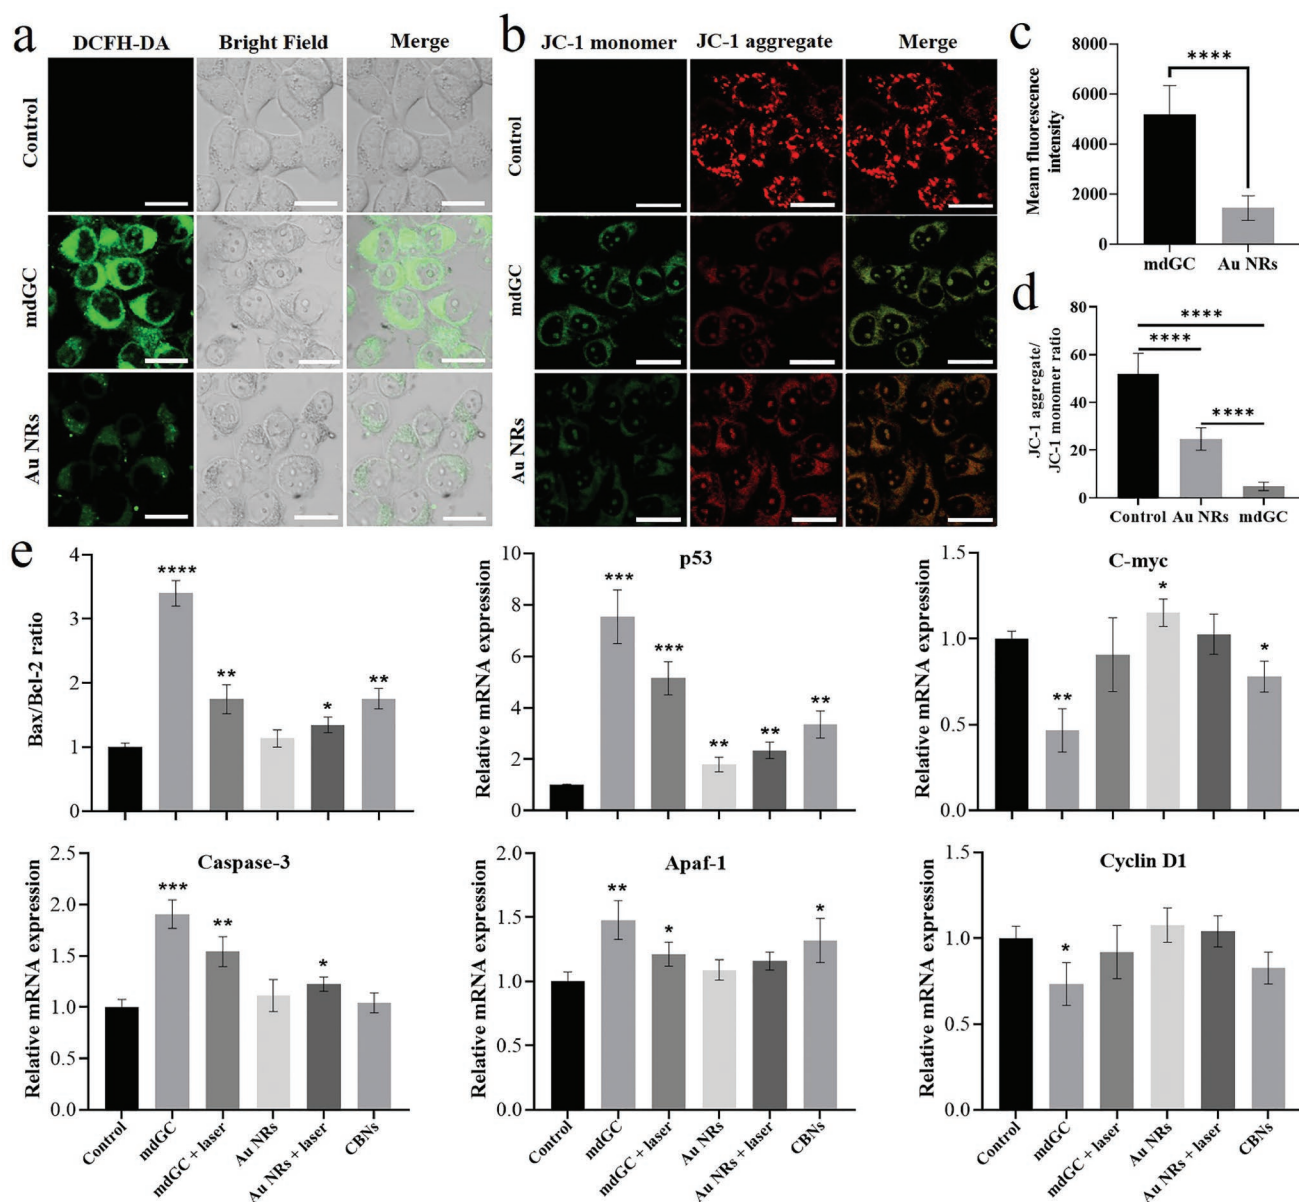 a
DCFH-DA Bright Field Merge
Control
mdGC
Au NRs
b
JC-1 monomer JC-1 aggregate Merge
Control
mdGC
Au NRs
c
Meam fluorescence
intensity
8000
6000
4000
2000
0
****
mdGC Au NRs
d
JC-1 aggregate/
JC-1 monomer ratio
80
60
40
20
0
****
****
****
Control Au NRs mdGC
e
Bax/Bcl-2 ratio
4
3
2
1
0
****
**
*
**
p53
Relative mRNA expression
10
8
6
4
2
0
***
***
**
**
**
C-myc
Relative mRNA expression
1.5
1.0
0.5
0.0
**
*
*
Caspase-3
Relative mRNA expression
2.5
2.0
1.5
1.0
0.5
0.0
***
**
*
Control mdGC mdGC + laser Au NRs Au NRs + laser CBNs
Apaf-1
Relative mRNA expression
2.0
1.5
1.0
0.5
0.0
**
*
*
Control mdGC mdGC + laser Au NRs Au NRs + laser CBNs
Cyclin D1
Relative mRNA expression
1.5
1.0
0.5
0.0
*
Control mdGC mdGC + laser Au NRs Au NRs + laser CBNs